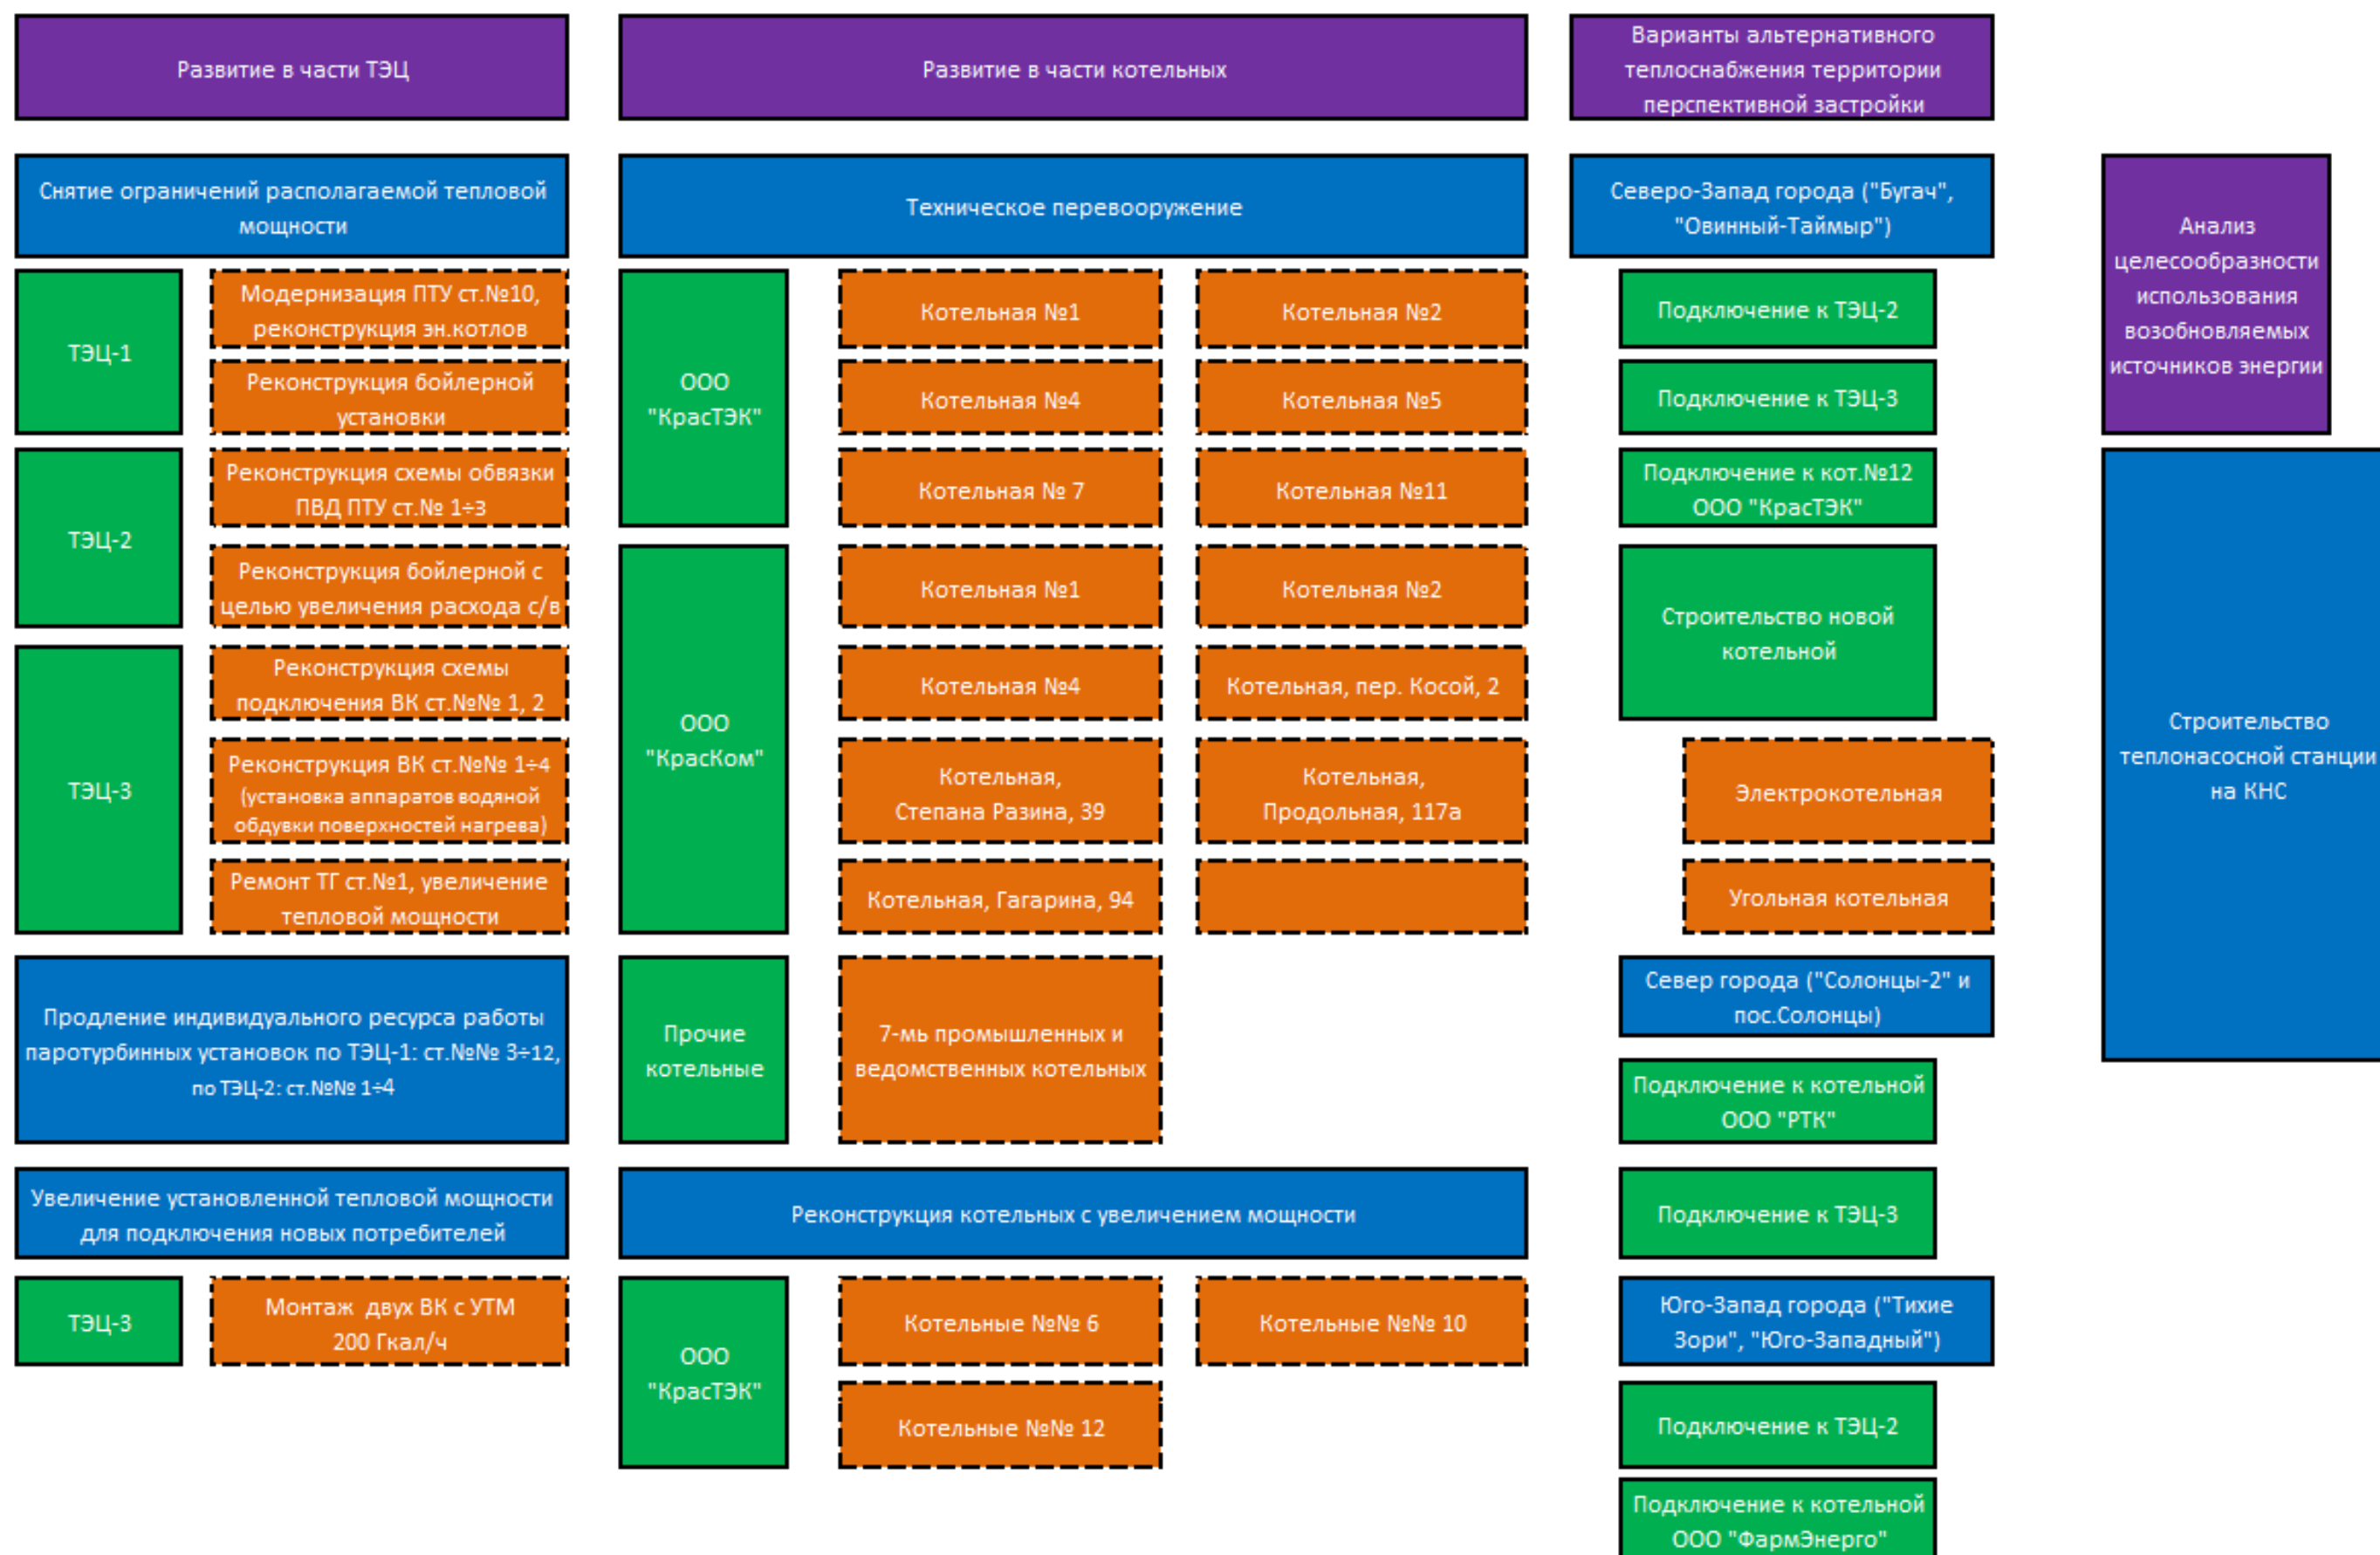 Развитие в части ТЭЦ
Снятие ограничений располагаемой тепловой
мощности
ТЭЦ-1
Модернизация ПТУ ст.№10,
реконструкция эн.котлов
Реконструкция бойлерной
установки
ТЭЦ-2
Реконструкция схемы обвязки
ПВД ПТУ ст.№ 1÷3
Реконструкция бойлерной с
целью увеличения расхода с/в
ТЭЦ-3
Реконструкция схемы
подключения ВК ст.№№ 1, 2
Реконструкция ВК ст.№№ 1÷4
(установка аппаратов водяной
обдувки поверхностей нагрева)
Ремонт ТГ ст.№1, увеличение
тепловой мощности
Продление индивидуального ресурса работы
паротурбинных установок по ТЭЦ-1: ст.№№ 3÷12,
по ТЭЦ-2: ст.№№ 1÷4
Увеличение установленной тепловой мощности
для подключения новых потребителей
ТЭЦ-3
Монтаж двух ВК с УТМ
200 Гкал/ч
Развитие в части котельных
Техническое перевооружение
ООО
"КрасТЭК"
Котельная №1
Котельная №2
Котельная №4
Котельная №5
Котельная № 7
Котельная №11
ООО
"КрасКом"
Котельная №1
Котельная №2
Котельная №4
Котельная, пер. Косой, 2
Котельная,
Степана Разина, 39
Котельная,
Продольная, 117а
Котельная, Гагарина, 94
Прочие
котельные
7-мь промышленных и
ведомственных котельных
Реконструкция котельных с увеличением мощности
ООО
"КрасТЭК"
Котельные №№ 6
Котельные №№ 10
Котельные №№ 12
Варианты альтернативного
теплоснабжения территории
перспективной застройки
Северо-Запад города ("Бугач",
"Овинный-Таймыр")
Подключение к ТЭЦ-2
Подключение к ТЭЦ-3
Подключение к кот.№12
ООО "КрасТЭК"
Строительство новой
котельной
Электрокотельная
Угольная котельная
Север города ("Солонцы-2" и
пос.Солонцы)
Подключение к котельной
ООО "РТК"
Подключение к ТЭЦ-3
Юго-Запад города ("Тихие
Зори", "Юго-Западный")
Подключение к ТЭЦ-2
Подключение к котельной
ООО "ФармЭнерго"
Анализ
целесообразности
использования
возобновляемых
источников энергии
Строительство
теплонасосной станции
на КНС